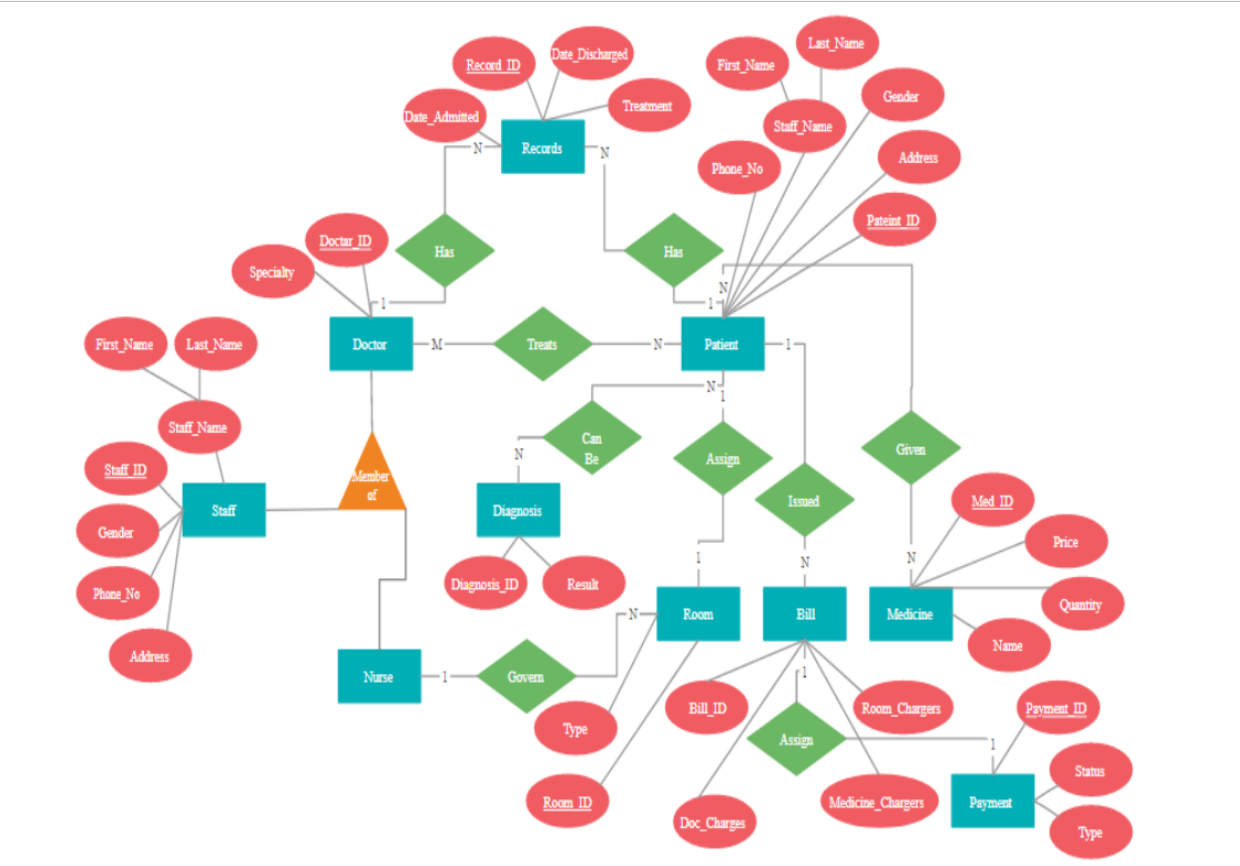 Last_Name
Date_Discharged
First_Name
Record_ID
Gender
Treatment
Date_Admitted
Staff_Name
Records
N
N
Address
Phone_No
Pateint_ID
Doctar_ID
Has
Has
Specialty
N
1
1
First_Name
Last_Name
Doctor
M
Treats
N
Patient
1
N
1
Staff_Name
Can
Be
Given
N
Assign
Staff_ID
Member
of
Issued
Med_ID
Staff
Diagnosis
Gender
Price
1
N
N
Diagnosis_ID
Result
Phone_No
Quantity
N
Room
Bill
Medicine
Name
Address
Nurse
1
Govern
1
Bill_ID
Room_Chargers
Payment_ID
Type
Assign
1
Status
Room_ID
Medicine_Chargers
Payment
Doc_Charges
Type